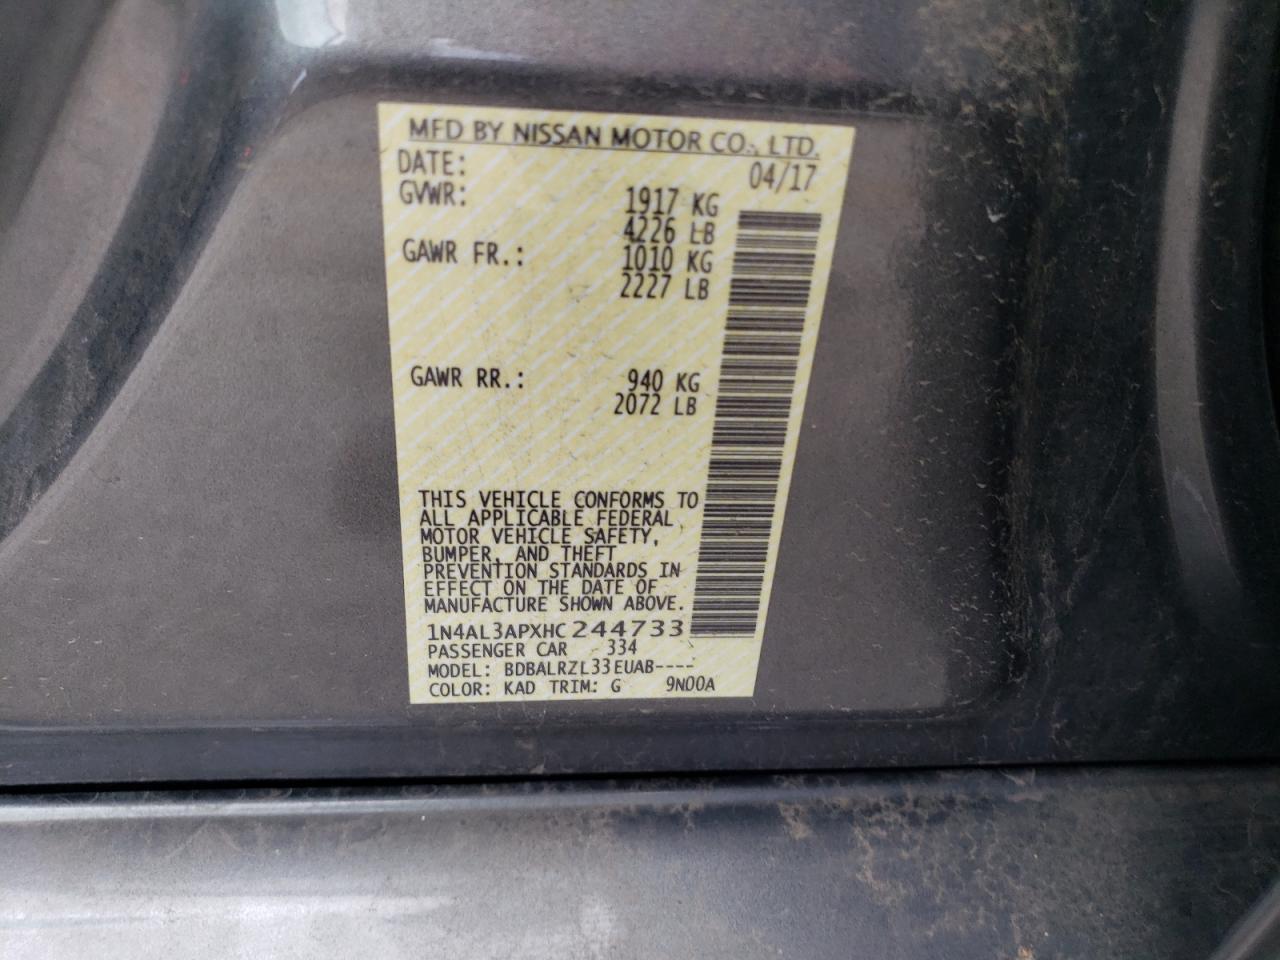 MFD BY NISSAN MOTOR CO., LTD.
DATE: 04/17
GVWR: 1917 KG
4226 LB
GAWR FR.: 1010 KG
2227 LB
GAWR RR.: 940 KG
2072 LB
THIS VEHICLE CONFORMS TO
ALL APPLICABLE FEDERAL
MOTOR VEHICLE SAFETY,
BUMPER, AND THEFT
PREVENTION STANDARDS IN
EFFECT ON THE DATE OF
MANUFACTURE SHOWN ABOVE.
1N4AL3APXHC244733
PASSENGER CAR 334
MODEL: BDBALRZL33EUAB----
COLOR: KAD TRIM: G 9N00A